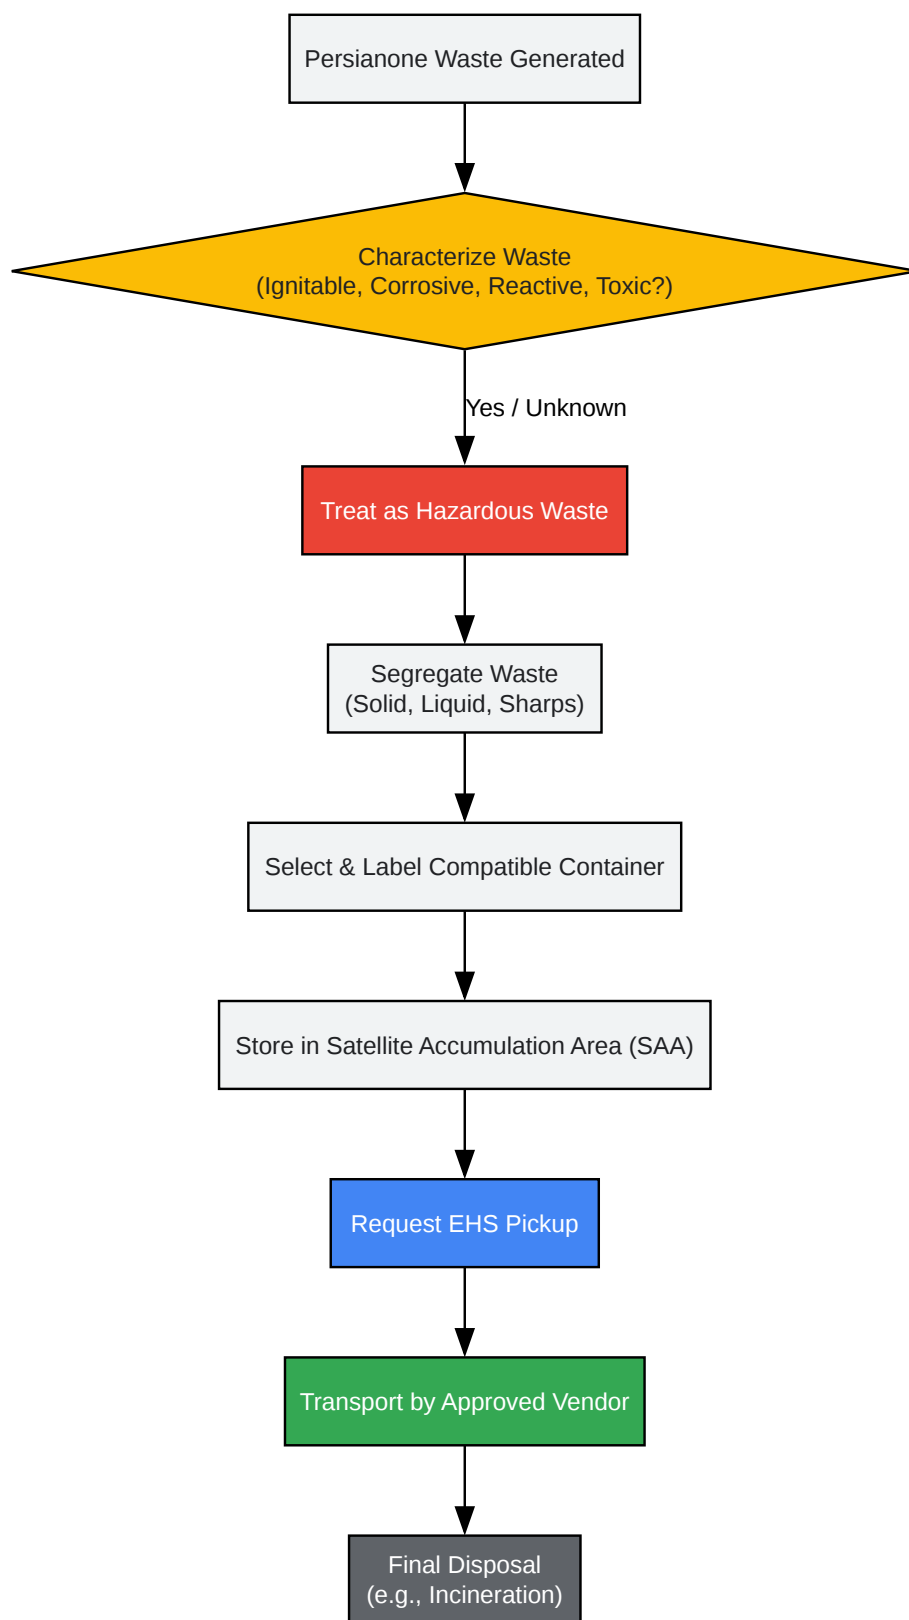 Persianone Waste Generated
Characterize Waste
(Ignitable, Corrosive, Reactive, Toxic?)
Yes / Unknown
Treat as Hazardous Waste
Segregate Waste
(Solid, Liquid, Sharps)
Select & Label Compatible Container
Store in Satellite Accumulation Area (SAA)
Request EHS Pickup
Transport by Approved Vendor
Final Disposal
(e.g., Incineration)